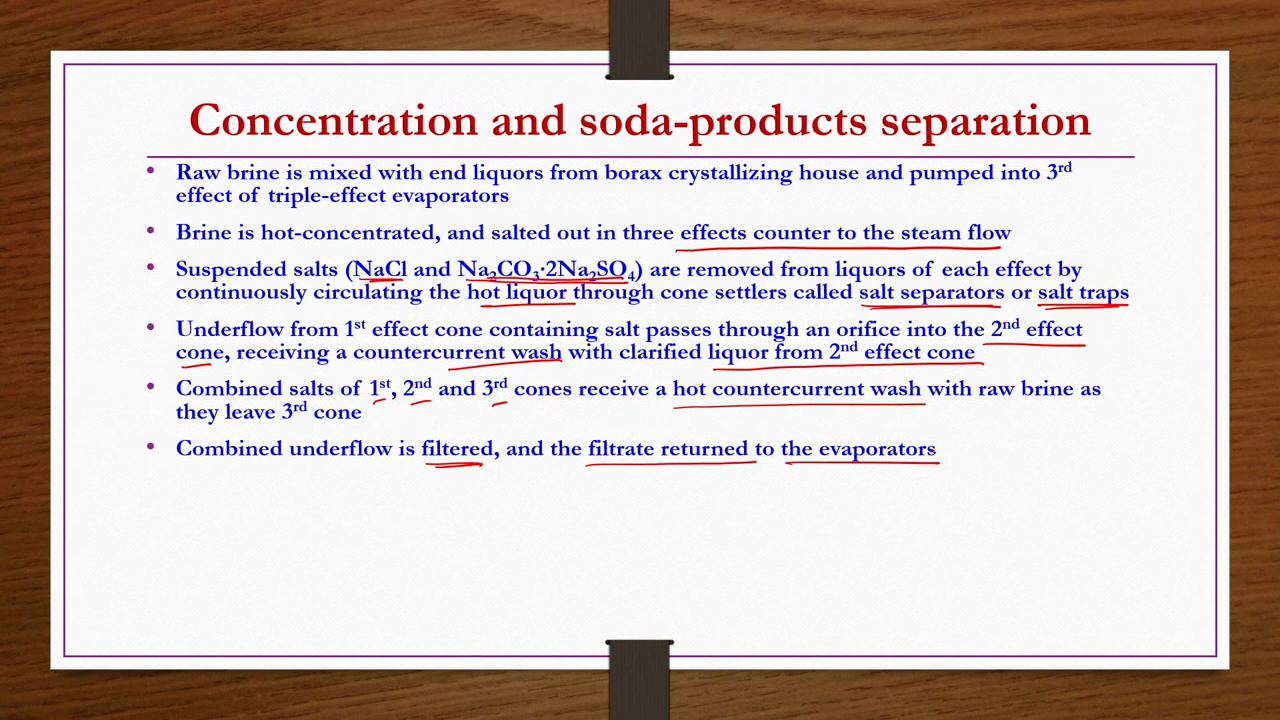 Concentration and soda-products separation
• Raw brine is mixed with end liquors from borax crystallizing house and pumped into 3rd
effect of triple-effect evaporators
• Brine is hot-concentrated, and salted out in three effects counter to the steam flow
• Suspended salts (NaCl and Na₂CO₃·2Na₂SO₄) are removed from liquors of each effect by
continuously circulating the hot liquor through cone settlers called salt separators or salt traps
• Underflow from 1st effect cone containing salt passes through an orifice into the 2nd effect
cone, receiving a countercurrent wash with clarified liquor from 2nd effect cone
• Combined salts of 1st, 2nd and 3rd cones receive a hot countercurrent wash with raw brine as
they leave 3rd cone
• Combined underflow is filtered, and the filtrate returned to the evaporators